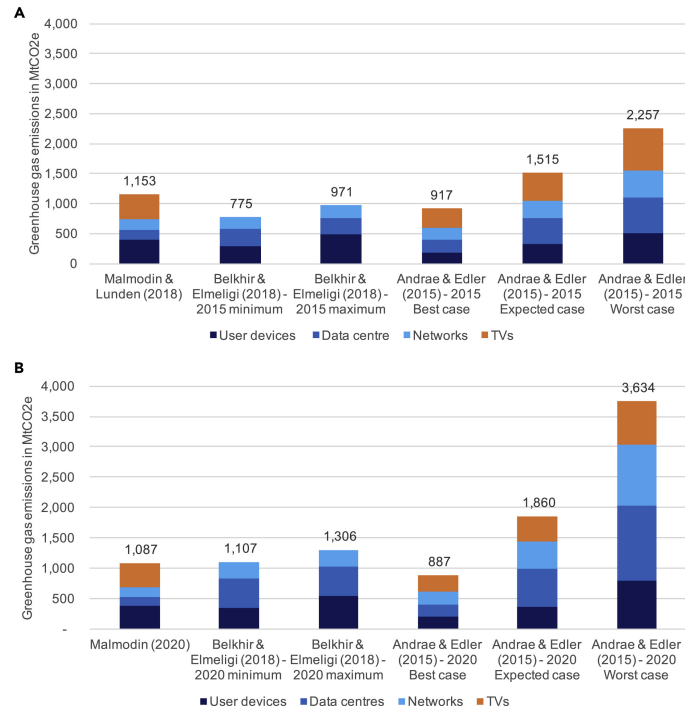 A
Greenhouse gas emissions in MtCO2e
4,000
3,500
3,000
2,500
2,000
1,500
1,000
500
0
1,153
775
971
917
1,515
2,257
Malmodin &
Lunden (2018)
Belkhir &
Elmeligi (2018) -
2015 minimum
Belkhir &
Elmeligi (2018) -
2015 maximum
Andrae & Edler
(2015) - 2015
Best case
Andrae & Edler
(2015) - 2015
Expected case
Andrae & Edler
(2015) - 2015
Worst case
User devices
Data centre
Networks
TVs
B
Greenhouse gas emissions in MtCO2e
4,000
3,500
3,000
2,500
2,000
1,500
1,000
500
-
1,087
1,107
1,306
887
1,860
3,634
Malmodin (2020)
Belkhir &
Elmeligi (2018) -
2020 minimum
Belkhir &
Elmeligi (2018) -
2020 maximum
Andrae & Edler
(2015) - 2020
Best case
Andrae & Edler
(2015) - 2020
Expected case
Andrae & Edler
(2015) - 2020
Worst case
User devices
Data centres
Networks
TVs